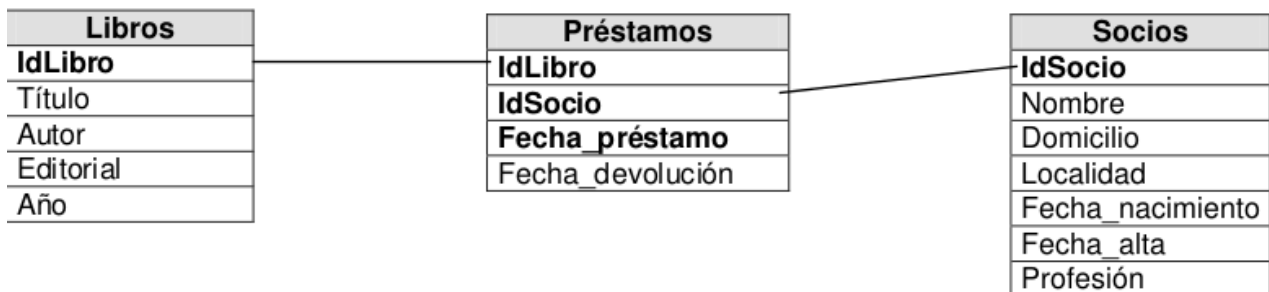 Libros
IdLibro
Título
Autor
Editorial
Año
Préstamos
IdLibro
IdSocio
Fecha_préstamo
Fecha_devolución
Socios
IdSocio
Nombre
Domicilio
Localidad
Fecha_nacimiento
Fecha_alta
Profesión